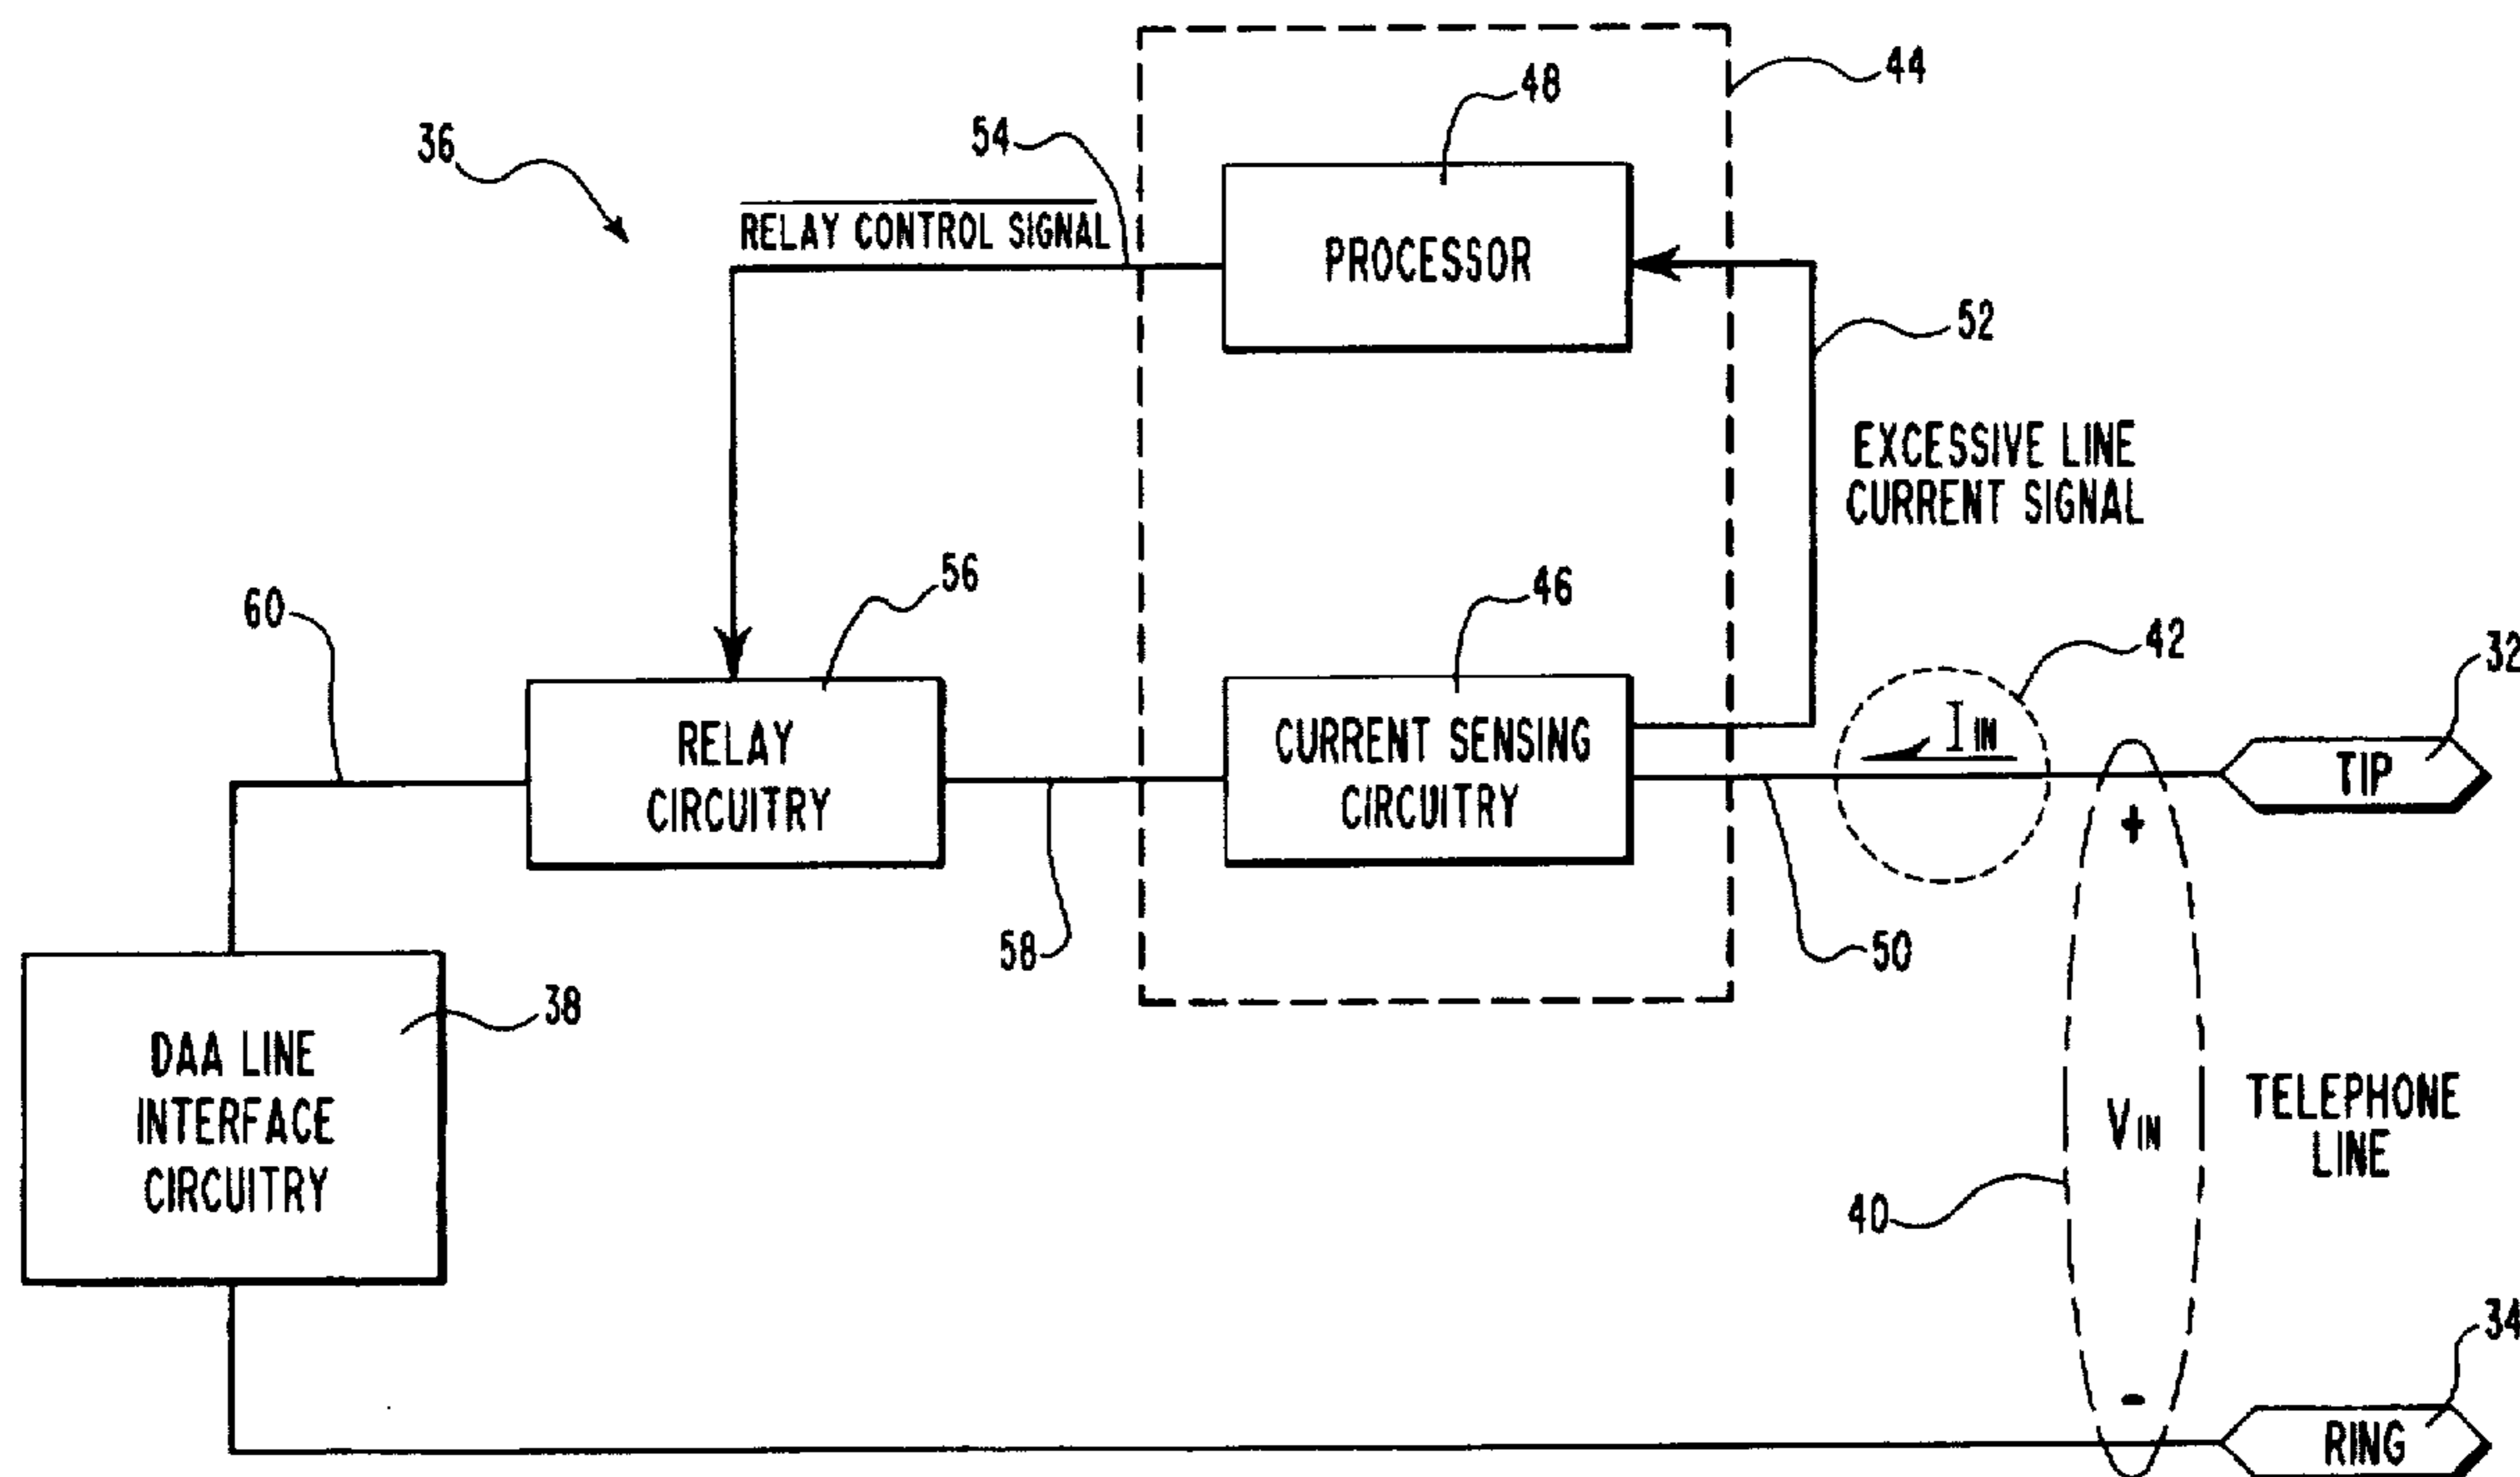 44
48
36
54
RELAY CONTROL SIGNAL
PROCESSOR
52
EXCESSIVE LINE
CURRENT SIGNAL
56
46
60
42
32
RELAY
CIRCUITRY
CURRENT SENSING
CIRCUITRY
I IN
TIP
+
58
50
38
DAA LINE
INTERFACE
CIRCUITRY
VIN
TELEPHONE
LINE
40
34
-
RING